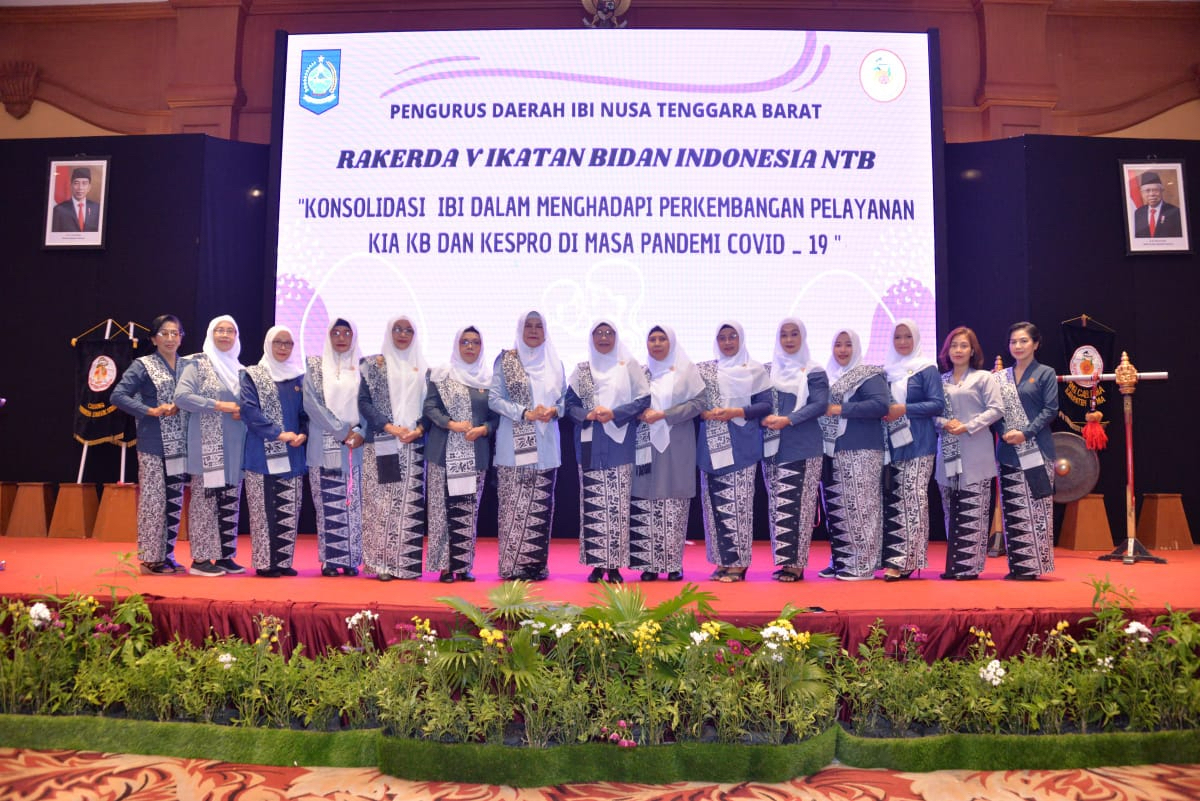 PENGURUS DAERAH IBI NUSA TENGGARA BARAT
RAKERDA V IKATAN BIDAN INDONESIA NTB
"KONSOLIDASI IBI DALAM MENGHADAPI PERKEMBANGAN PELAYANAN
KIA KB DAN KESPRO DI MASA PANDEMI COVID _ 19 "